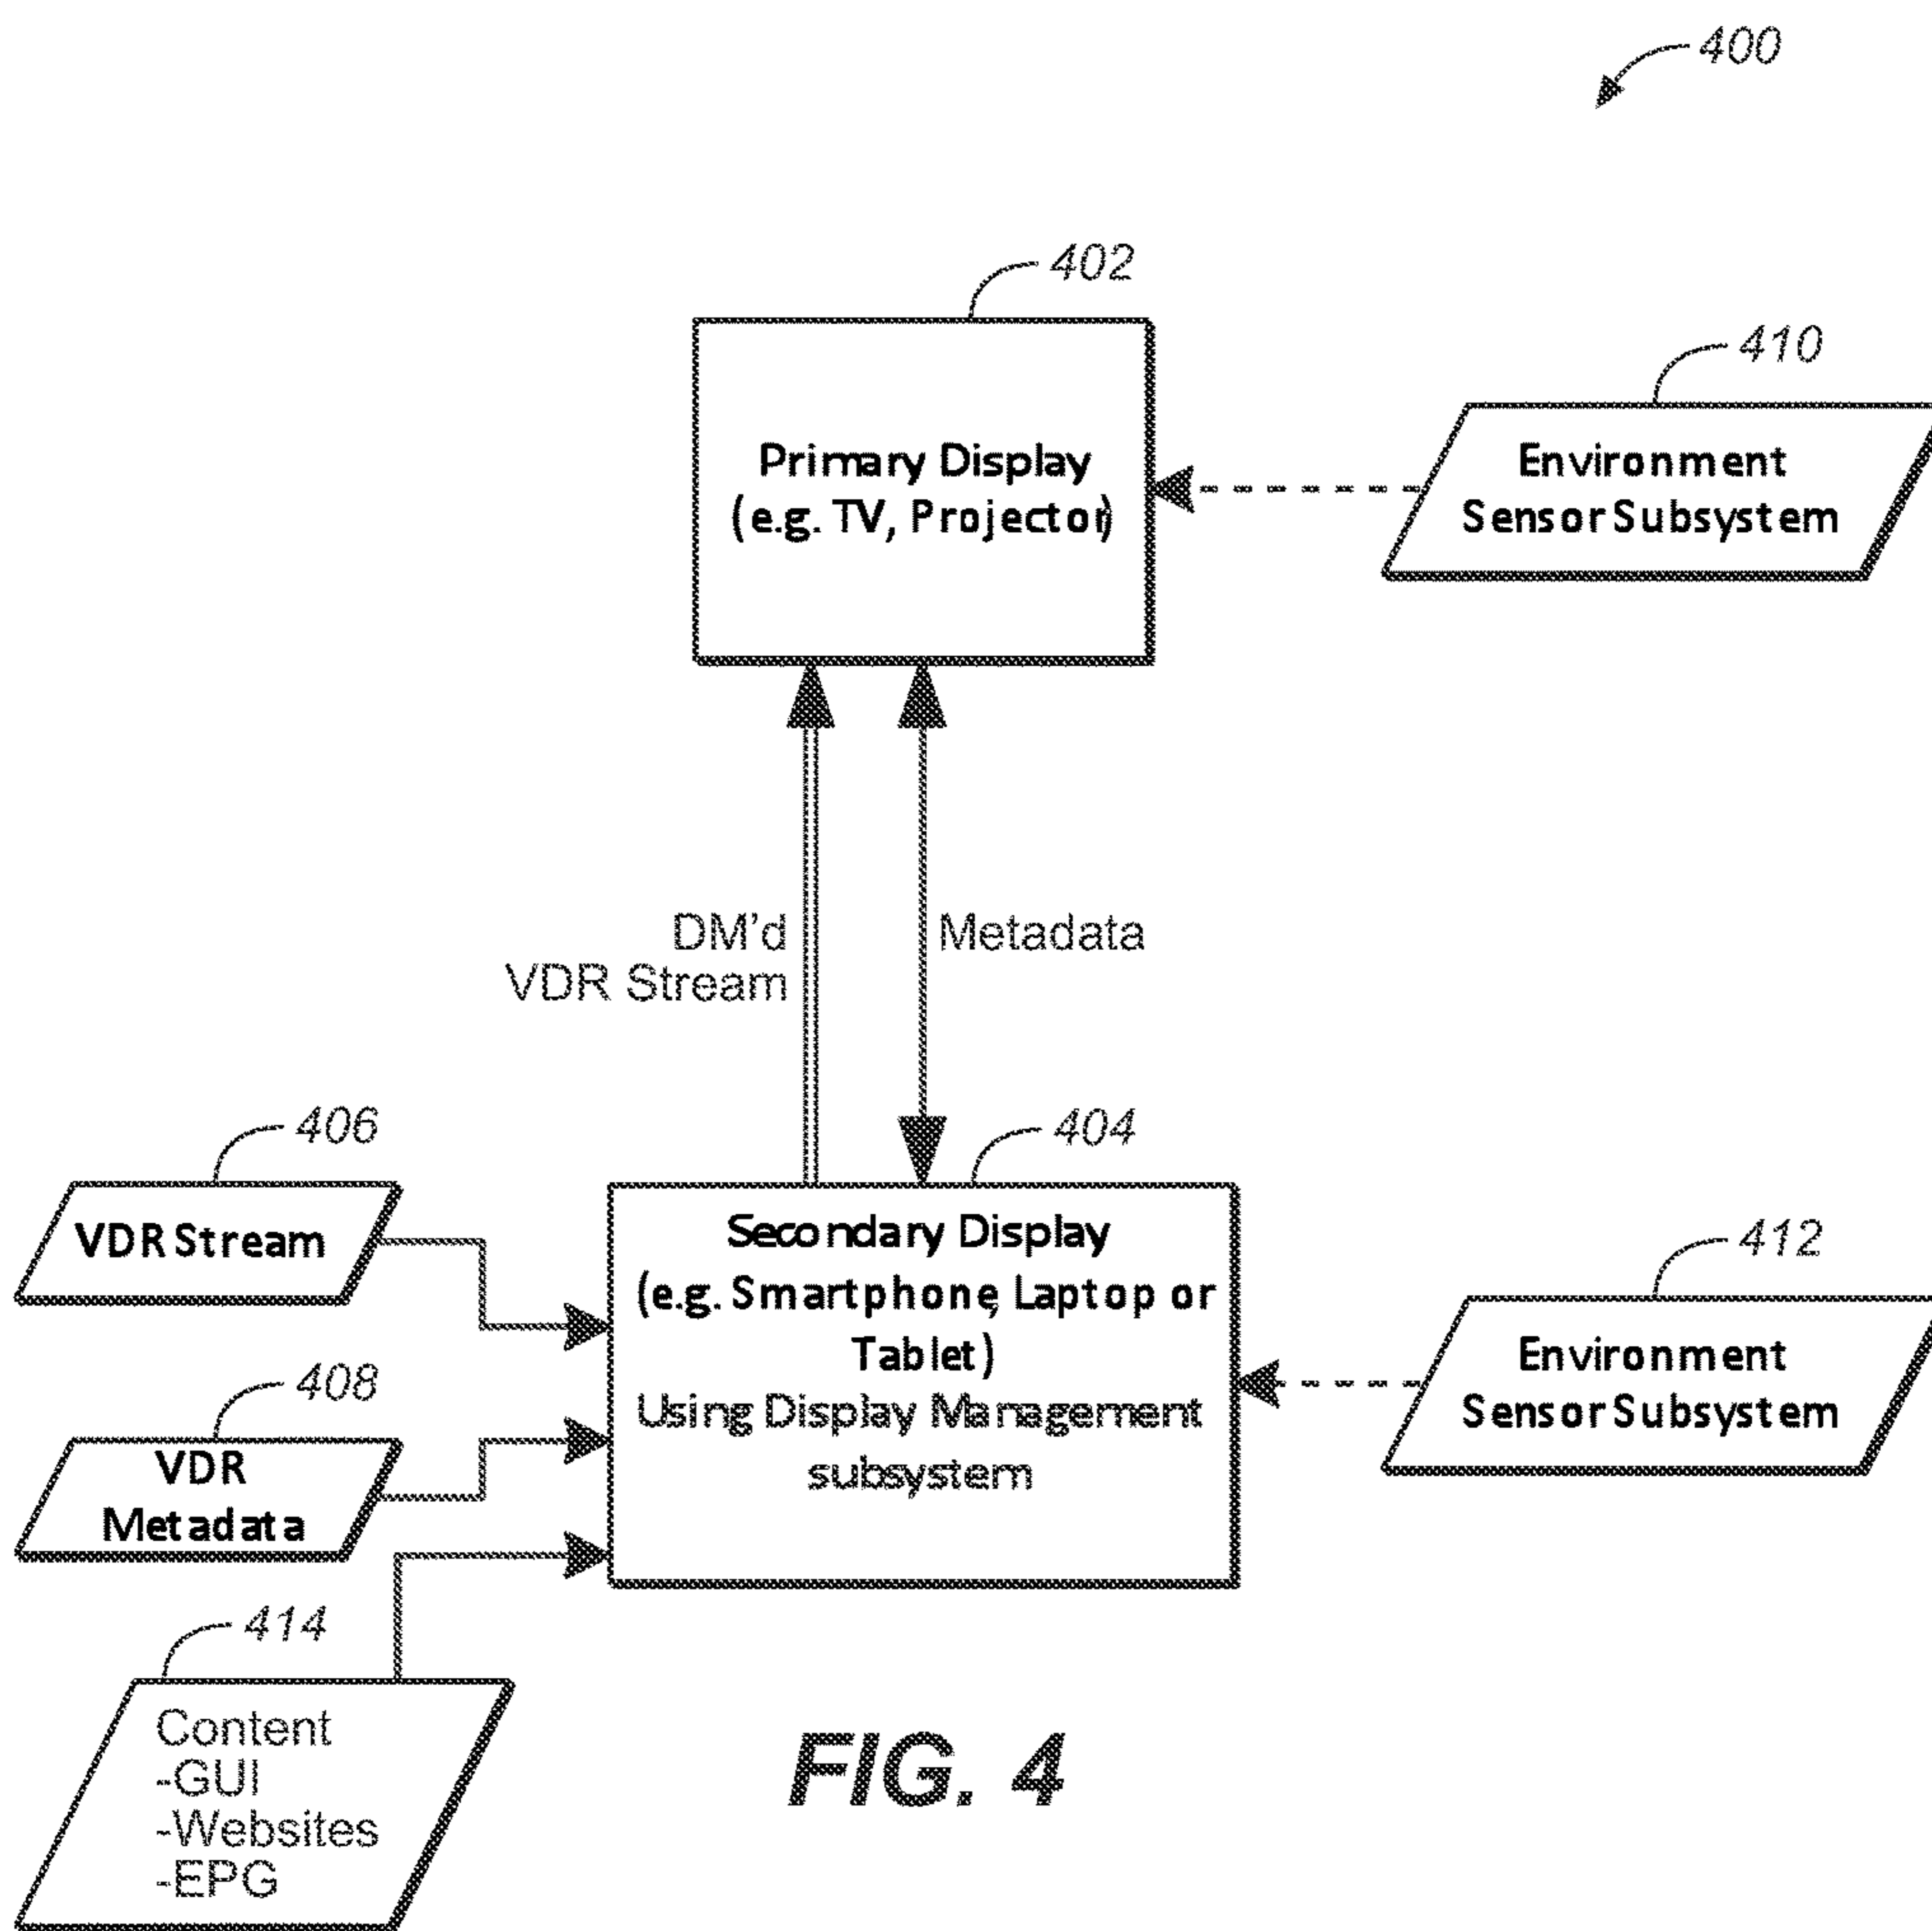 400
402
Primary Display
(e.g. TV, Projector)
410
Environment
Sensor Subsystem
DM'd
VDR Stream
Metadata
406
VDR Stream
404
Secondary Display
(e.g. Smartphone, Laptop or
Tablet)
Using Display Management
subsystem
412
Environment
Sensor Subsystem
408
VDR
Metadata
414
Content
-GUI
-Websites
-EPG
FIG. 4